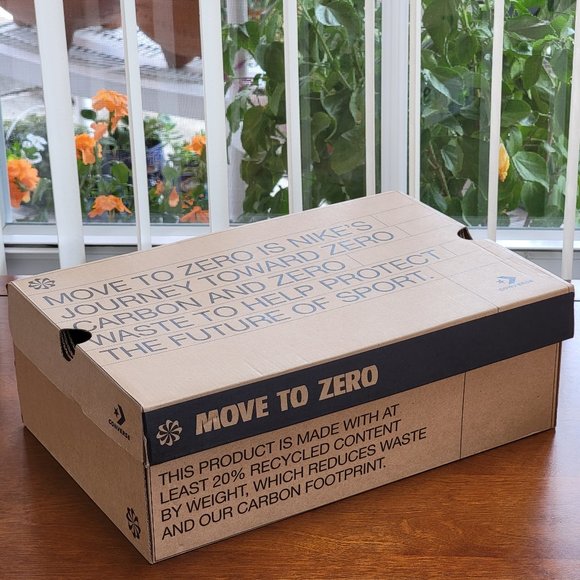 MOVE TO ZERO IS NIKE'S
JOURNEY TOWARD ZERO
CARBON AND ZERO
WASTE TO HELP PROTECT
THE FUTURE OF SPORT.
CONVERSE
MOVE TO ZERO
CONVERSE
THIS PRODUCT IS MADE WITH AT
LEAST 20% RECYCLED CONTENT
BY WEIGHT, WHICH REDUCES WASTE
AND OUR CARBON FOOTPRINT.